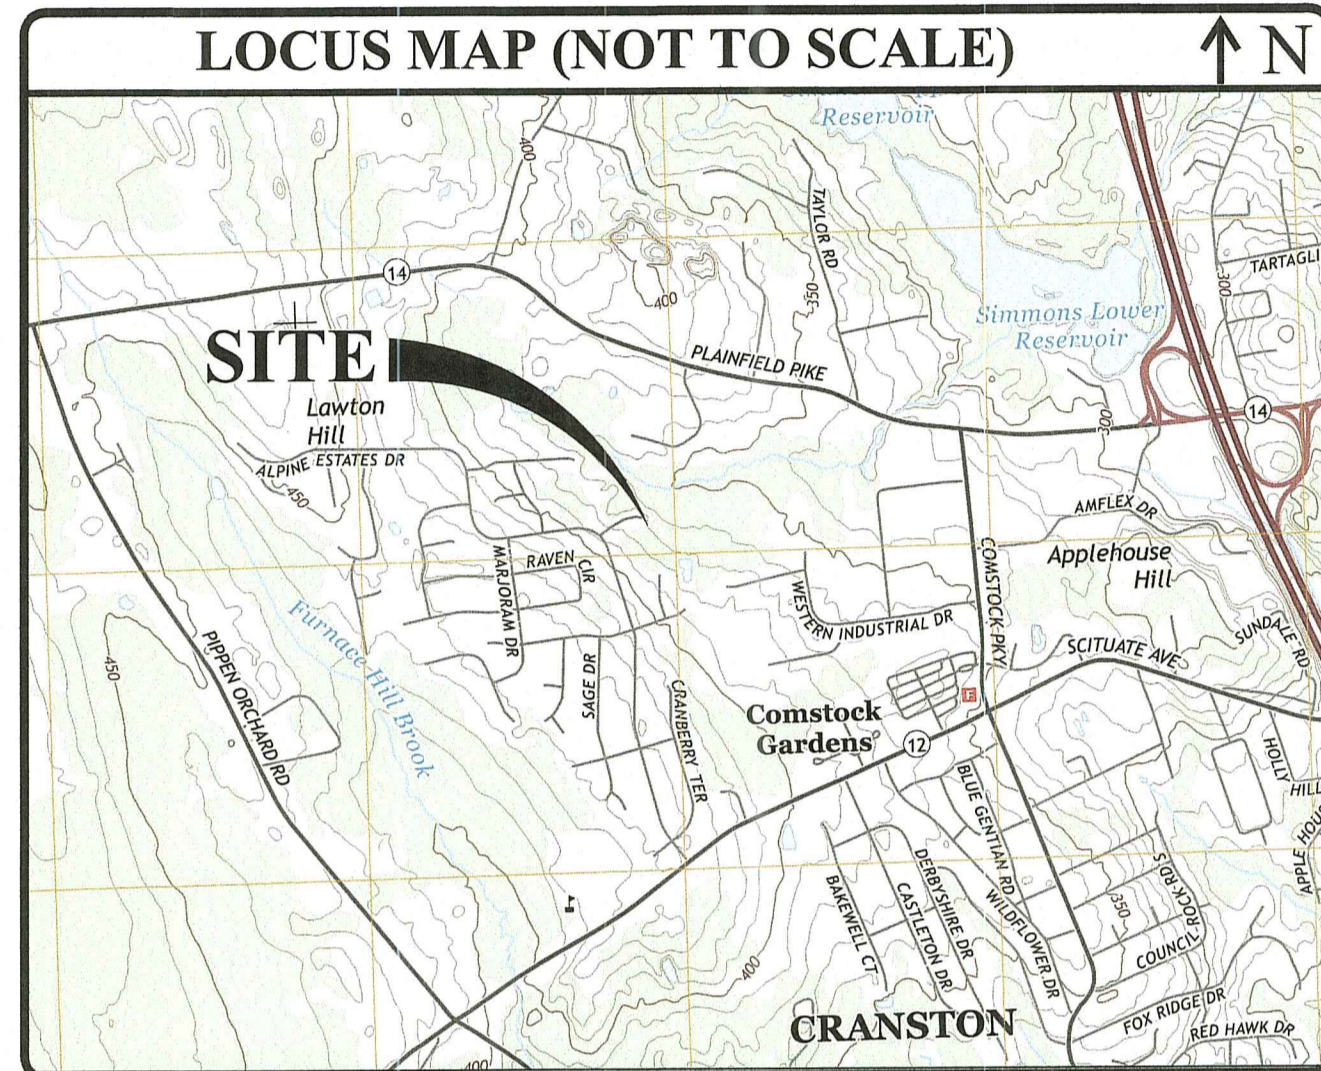 LOCUS MAP (NOT TO SCALE)
N
Reservoir
400
TAYLOR RD
TARTAGLI
14
350
400
300
Simmons Lower
Reservoir
SITE
PLAINFIELD PIKE
Lawton
Hill
300
14
ALPINE ESTATES DR
450
AMFLEX DR
Applehouse
Hill
MARJORAM DR
RAVEN CIR
COMSTOCK PKY
WESTERN INDUSTRIAL DR
Furnace Hill Brook
450
PIPPEN ORCHARD RD
SAGE DR
CRANBERRY TER
SCITUATE AVE
SUNDALE RD
F
Comstock
Gardens
12
BLUE GENTIAN RD
HOLLY
HILL
APPLE HOU
BAKEWELL CT
CASTLETON DR
DERBYSHIRE DR
WILDFLOWER DR
350
COUNCIL ROCK RD S
400
CRANSTON
FOX RIDGE DR
RED HAWK DR
400